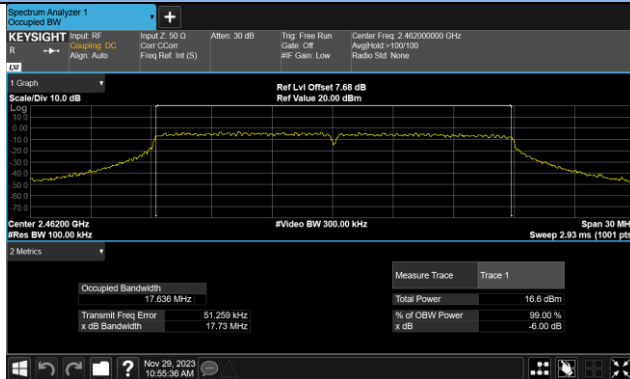 Spectrum Analyzer 1
Occupied BW
KEYSIGHT Input: RF Input Z: 50 Ω Atten: 30 dB Trig: Free Run Center Freq: 2.462000000 GHz
R Coupling: DC Corr CCorr Gate: Off Avg|Hold:>100/100
Align: Auto Freq Ref: Int (S) #IF Gain: Low Radio Std: None
LXI
1 Graph Ref Lvl Offset 7.68 dB
Scale/Div 10.0 dB Ref Value 20.00 dBm
Log
10.0
0.00
-10.0
-20.0
-30.0
-40.0
-50.0
-60.0
-70.0
Center 2.46200 GHz #Video BW 300.00 kHz Span 30 MH
#Res BW 100.00 kHz Sweep 2.93 ms (1001 pts
2 Metrics
Measure Trace Trace 1
Occupied Bandwidth
17.636 MHz Total Power 16.6 dBm
Transmit Freq Error 51.259 kHz % of OBW Power 99.00 %
x dB Bandwidth 17.73 MHz x dB -6.00 dB
Nov 29, 2023
10:55:36 AM